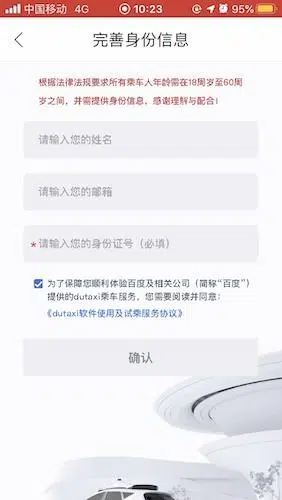 中国移动 4G 10:23 95%
完善身份信息
根据法律法规要求所有乘车人年龄需在18周岁至60周
岁之间，并需提供身份信息，感谢理解与配合！
请输入您的姓名
请输入您的邮箱
*请输入您的身份证号（必填）
为了保障您顺利体验百度及相关公司（简称“百度”）
提供的dutaxi乘车服务，您需要阅读并同意：
《dutaxi软件使用及试乘服务协议》
确认